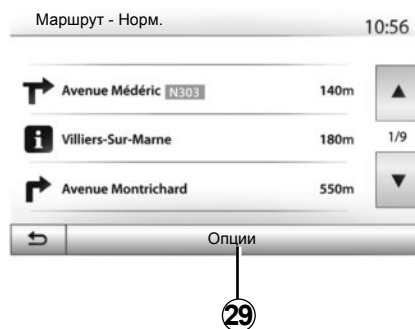 Маршрут - Норм.
10:56
Avenue Médéric N303 140m
Villiers-Sur-Marne 180m
1/9
Avenue Montrichard 550m
Опции
29